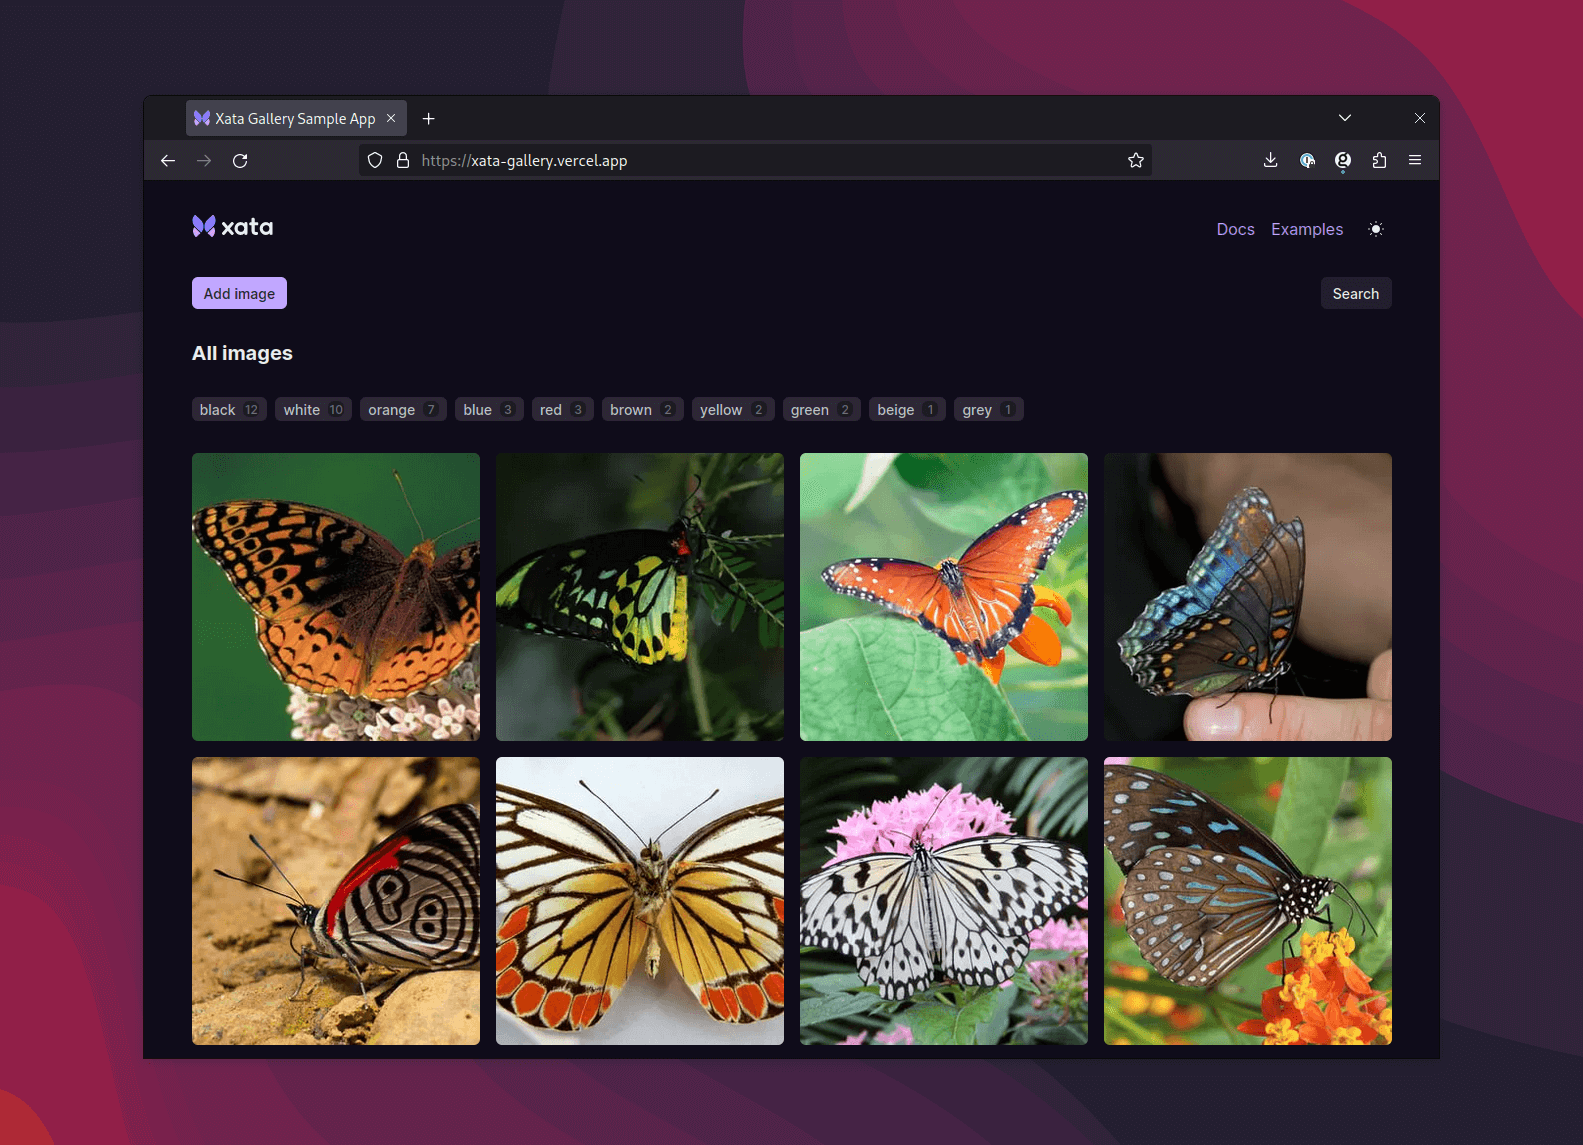 Xata Gallery Sample App
https://xata-gallery.vercel.app
xata
Docs Examples
Add image
Search
All images
black 12 white 10 orange 7 blue 3 red 3 brown 2 yellow 2 green 2 beige 1 grey 1